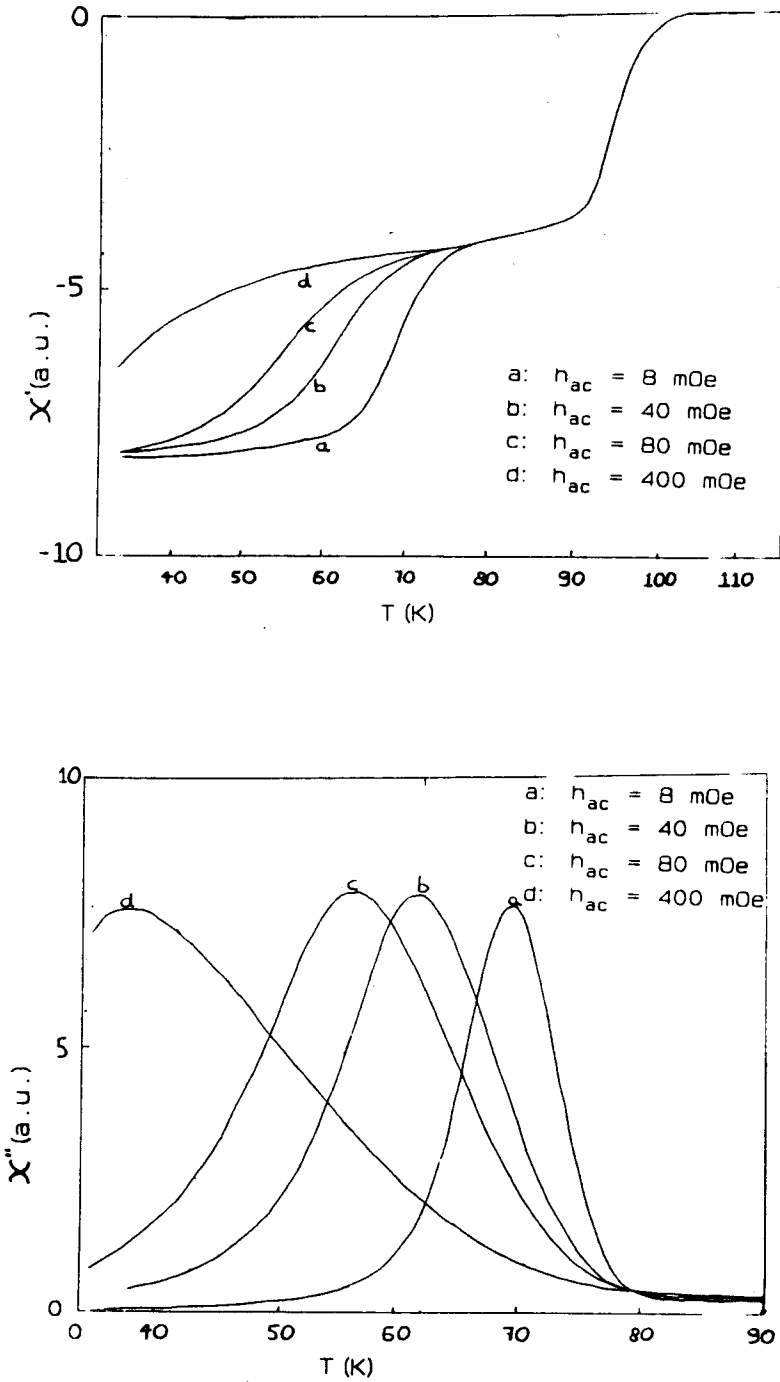 0
-5
-10
χ' (a.u.)
d
c
b
a
a: h_ac = 8 mOe
b: h_ac = 40 mOe
c: h_ac = 80 mOe
d: h_ac = 400 mOe
40 50 60 70 80 90 100 110
T (K)
10
5
0
χ" (a.u.)
a: h_ac = 8 mOe
b: h_ac = 40 mOe
c: h_ac = 80 mOe
d: h_ac = 400 mOe
d
c
b
a
0 40 50 60 70 80 90
T (K)